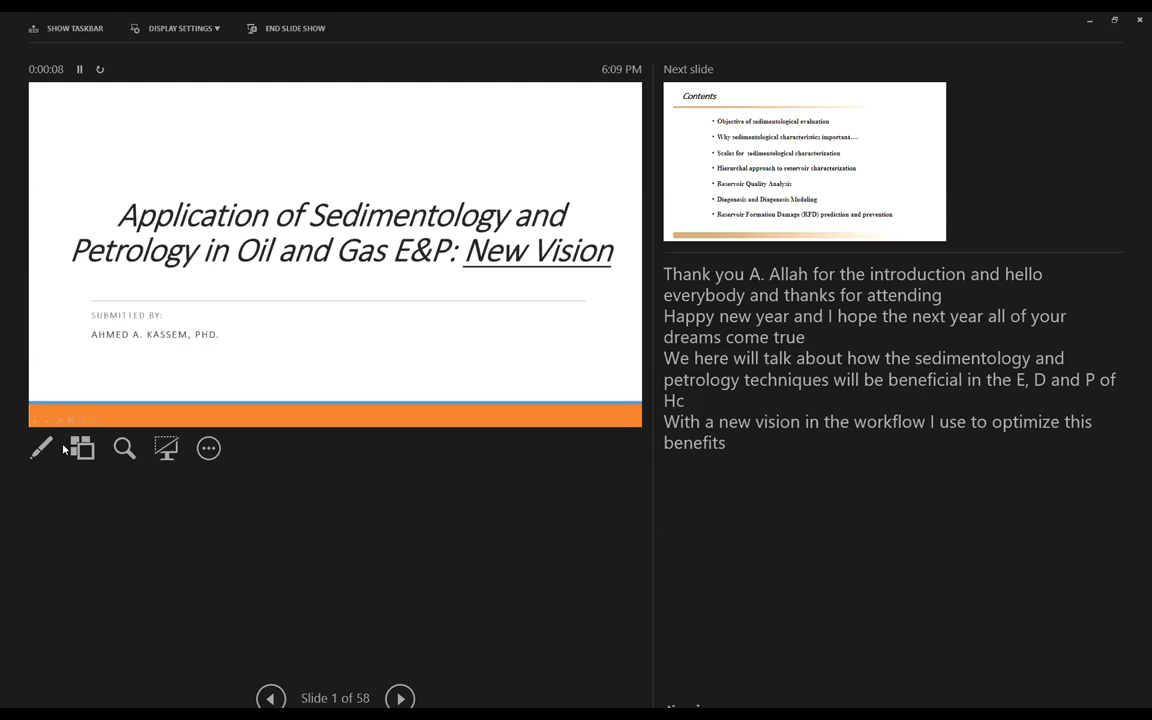 SHOW TASKBAR
DISPLAY SETTINGS
END SLIDE SHOW
0:00:08
6:09 PM
Application of Sedimentology and
Petrology in Oil and Gas E&P: New Vision
SUBMITTED BY:
AHMED A. KASSEM, PHD.
Slide 1 of 58
Next slide
Contents
• Objective of sedimentological evaluation
• Why sedimentological characteristics important....
• Scales for sedimentological characterization
• Hierarchal approach to reservoir characterization
• Reservoir Quality Analysis
• Diagenesis and Diagenesis Modeling
• Reservoir Formation Damage (RFD) prediction and prevention
Thank you A. Allah for the introduction and hello
everybody and thanks for attending
Happy new year and I hope the next year all of your
dreams come true
We here will talk about how the sedimentology and
petrology techniques will be beneficial in the E, D and P of
Hc
With a new vision in the workflow I use to optimize this
benefits